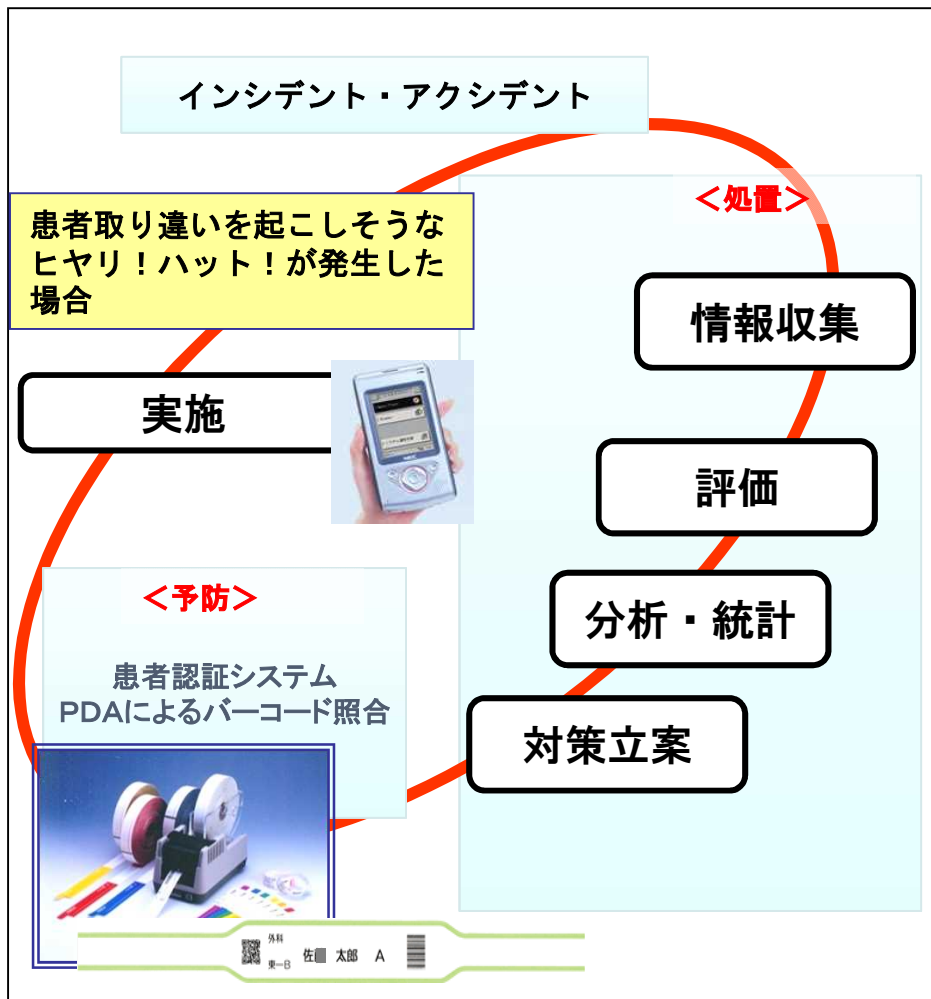 インシデント・アクシデント
<処置>
患者取り違いを起こしそうな
ヒヤリ！ハット！が発生した
場合
情報収集
実施
評価
<予防>
分析・統計
患者認証システム
PDAによるバーコード照合
対策立案
外科
東一B
佐 太郎 A